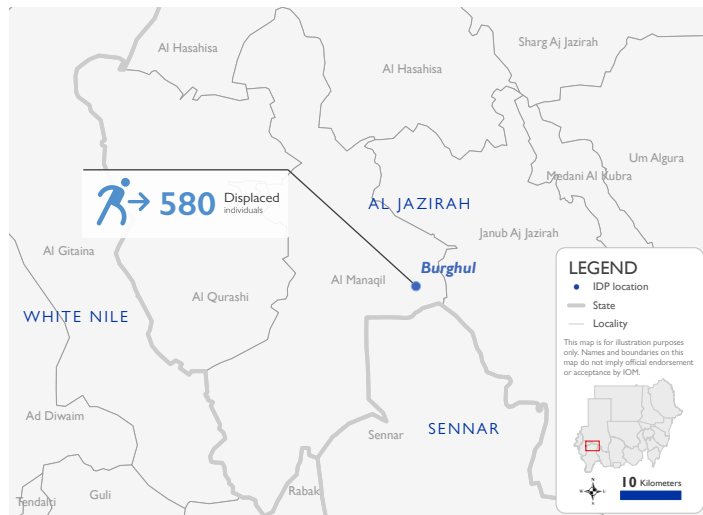 Al Hasahisa
Sharg Aj Jazirah
Al Hasahisa
Um Algura
Medani Al Kubra
580 Displaced
individuals
AL JAZIRAH
Janub Aj Jazirah
Al Gitaina
Burghul
Al Manaqil
Al Qurashi
WHITE NILE
Ad Diwaim
Sennar
SENNAR
Rabak
Guli
Tendalti
LEGEND
IDP location
State
Locality
This map is for illustration purposes
only. Names and boundaries on this
map do not imply official endorsement
or acceptance by IOM.
N
W E
S
10 Kilometers